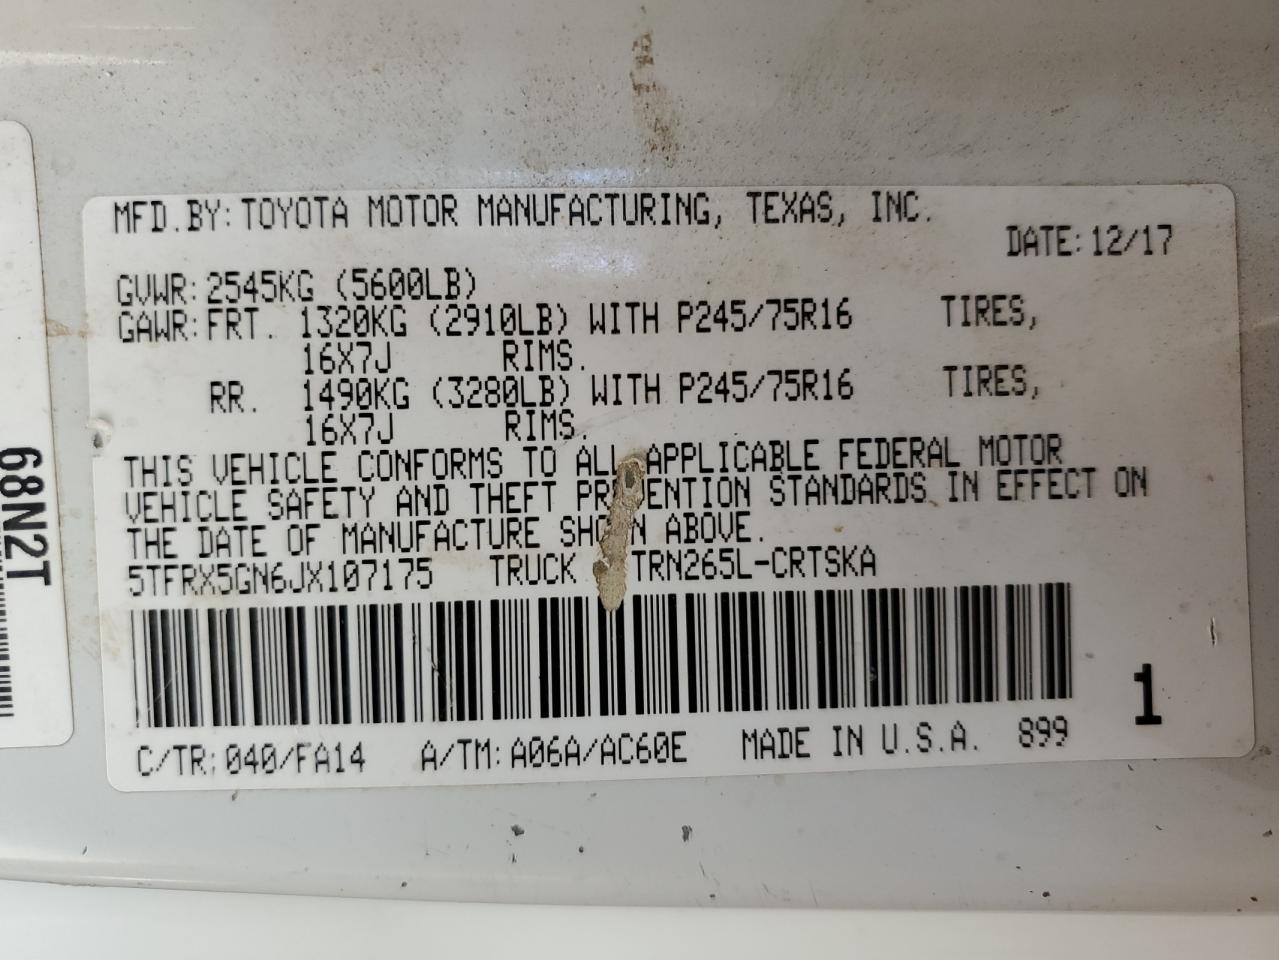 MFD.BY:TOYOTA MOTOR MANUFACTURING, TEXAS, INC.
DATE:12/17
GVWR:2545KG (5600LB)
GAWR:FRT. 1320KG (2910LB) WITH P245/75R16 TIRES,
16X7J RIMS.
RR. 1490KG (3280LB) WITH P245/75R16 TIRES,
16X7J RIMS.
THIS VEHICLE CONFORMS TO ALL APPLICABLE FEDERAL MOTOR
VEHICLE SAFETY AND THEFT PREVENTION STANDARDS IN EFFECT ON
THE DATE OF MANUFACTURE SHOWN ABOVE.
5TFRX5GN6JX107175 TRUCK TRN265L-CRTSKA
C/TR:040/FA14 A/TM:A06A/AC60E MADE IN U.S.A. 899
1
68N2T